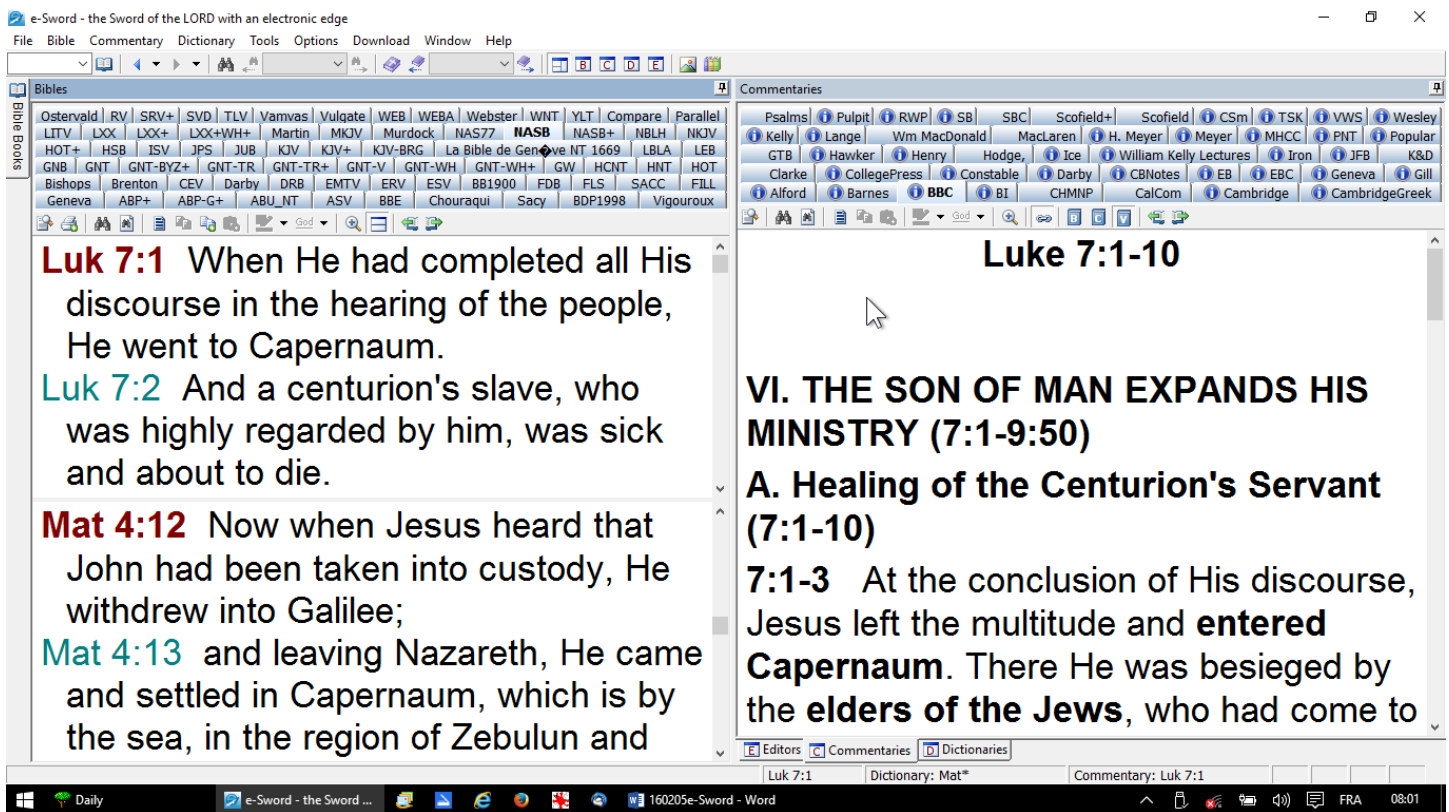 e-Sword - the Sword of the LORD with an electronic edge
File Bible Commentary Dictionary Tools Options Download Window Help
B C D E
Bibles
Bible Books
Ostervald RV SRV+ SVD TLV Vamvas Vulgate WEB WEBA Webster WNT YLT Compare Parallel
LITV LXX LXX+ LXX+WH+ Martin MKJV Murdock NAS77 NASB NASB+ NBLH NKJV
HOT+ HSB ISV JPS JUB KJV KJV+ KJV-BRG La Bible de Gen�ve NT 1669 LBLA LEB
GNB GNT GNT-BYZ+ GNT-TR GNT-TR+ GNT-V GNT-WH GNT-WH+ GW HCNT HNT HOT
Bishops Brenton CEV Darby DRB EMTV ERV ESV BB1900 FDB FLS SACC FILL
Geneva ABP+ ABP-G+ ABU_NT ASV BBE Chouraqui Sacy BDP1998 Vigouroux
God
Luk 7:1 When He had completed all His
discourse in the hearing of the people,
He went to Capernaum.
Luk 7:2 And a centurion's slave, who
was highly regarded by him, was sick
and about to die.
Mat 4:12 Now when Jesus heard that
John had been taken into custody, He
withdrew into Galilee;
Mat 4:13 and leaving Nazareth, He came
and settled in Capernaum, which is by
the sea, in the region of Zebulun and
Commentaries
Psalms Pulpit RWP SB SBC Scofield+ Scofield CSm TSK VWS Wesley
Kelly Lange Wm MacDonald MacLaren H. Meyer Meyer MHCC PNT Popular
GTB Hawker Henry Hodge, Ice William Kelly Lectures Iron JFB K&D
Clarke CollegePress Constable Darby CBNotes EB EBC Geneva Gill
Alford Barnes BBC BI CHMNP CalCom Cambridge CambridgeGreek
God B C V
Luke 7:1-10
VI. THE SON OF MAN EXPANDS HIS
MINISTRY (7:1-9:50)
A. Healing of the Centurion's Servant
(7:1-10)
7:1-3 At the conclusion of His discourse,
Jesus left the multitude and entered
Capernaum. There He was besieged by
the elders of the Jews, who had come to
E Editors C Commentaries D Dictionaries
Luk 7:1 Dictionary: Mat* Commentary: Luk 7:1
Daily e-Sword - the Sword ... 160205e-Sword - Word FRA 08:01